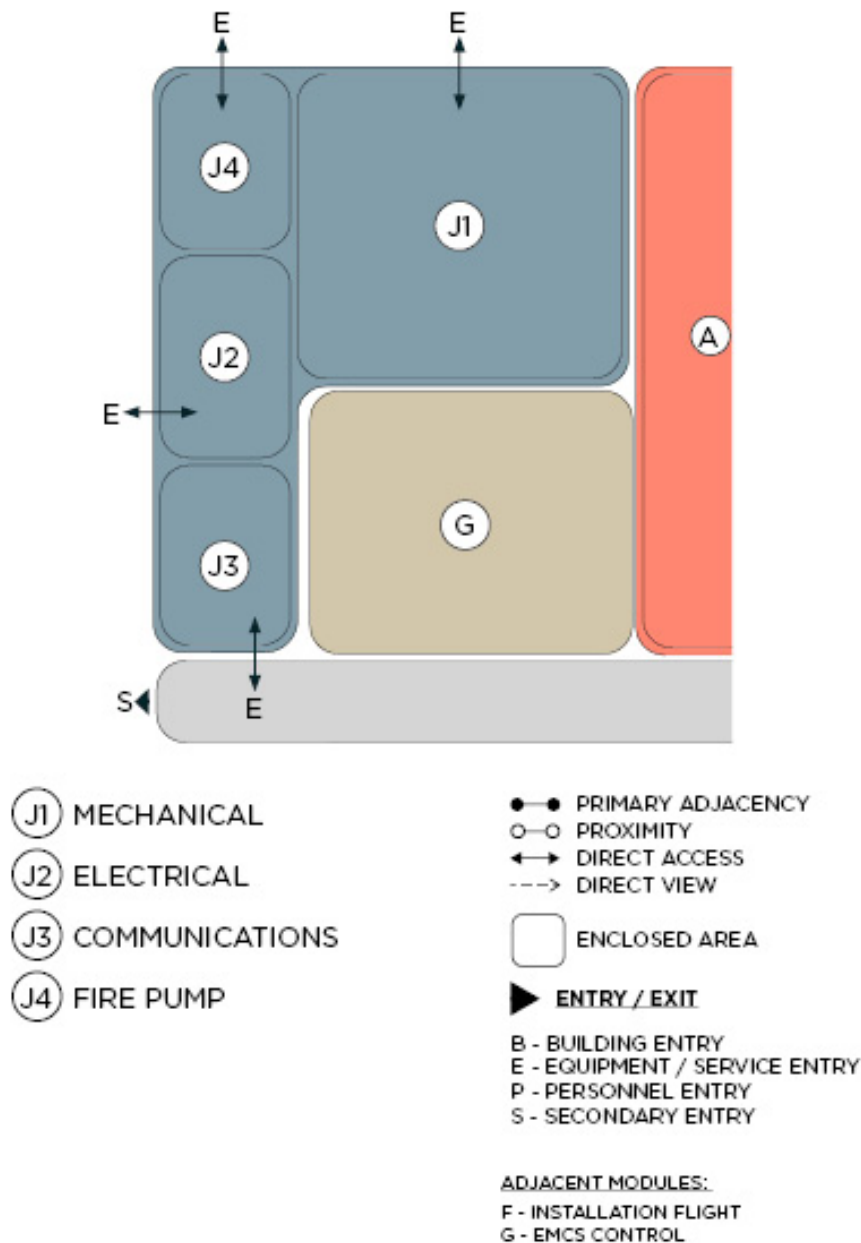 E E
J4
J1
A
J2
E
G
J3
S E
J1 MECHANICAL
J2 ELECTRICAL
J3 COMMUNICATIONS
J4 FIRE PUMP
PRIMARY ADJACENCY
PROXIMITY
DIRECT ACCESS
DIRECT VIEW
ENCLOSED AREA
ENTRY / EXIT
B - BUILDING ENTRY
E - EQUIPMENT / SERVICE ENTRY
P - PERSONNEL ENTRY
S - SECONDARY ENTRY
ADJACENT MODULES:
F - INSTALLATION FLIGHT
G - EMCS CONTROL